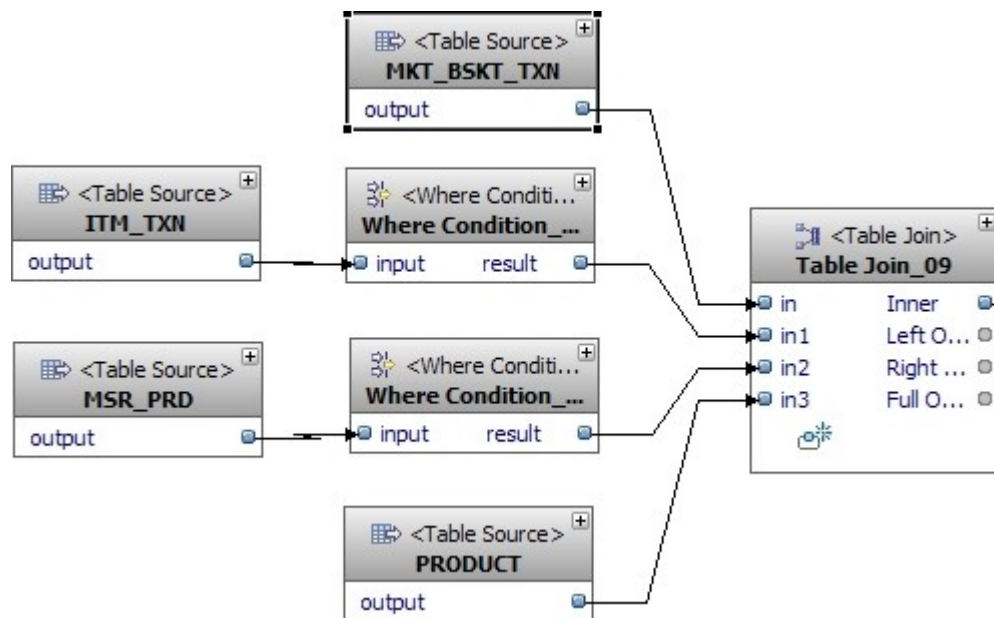 <Table Source>
MKT_BSKT_TXN
output
<Table Source>
ITM_TXN
output
<Where Conditi...
Where Condition_...
input result
<Table Join>
Table Join_09
in Inner
in1 Left O...
in2 Right ...
in3 Full O...
<Table Source>
MSR_PRD
output
<Where Conditi...
Where Condition_...
input result
<Table Source>
PRODUCT
output